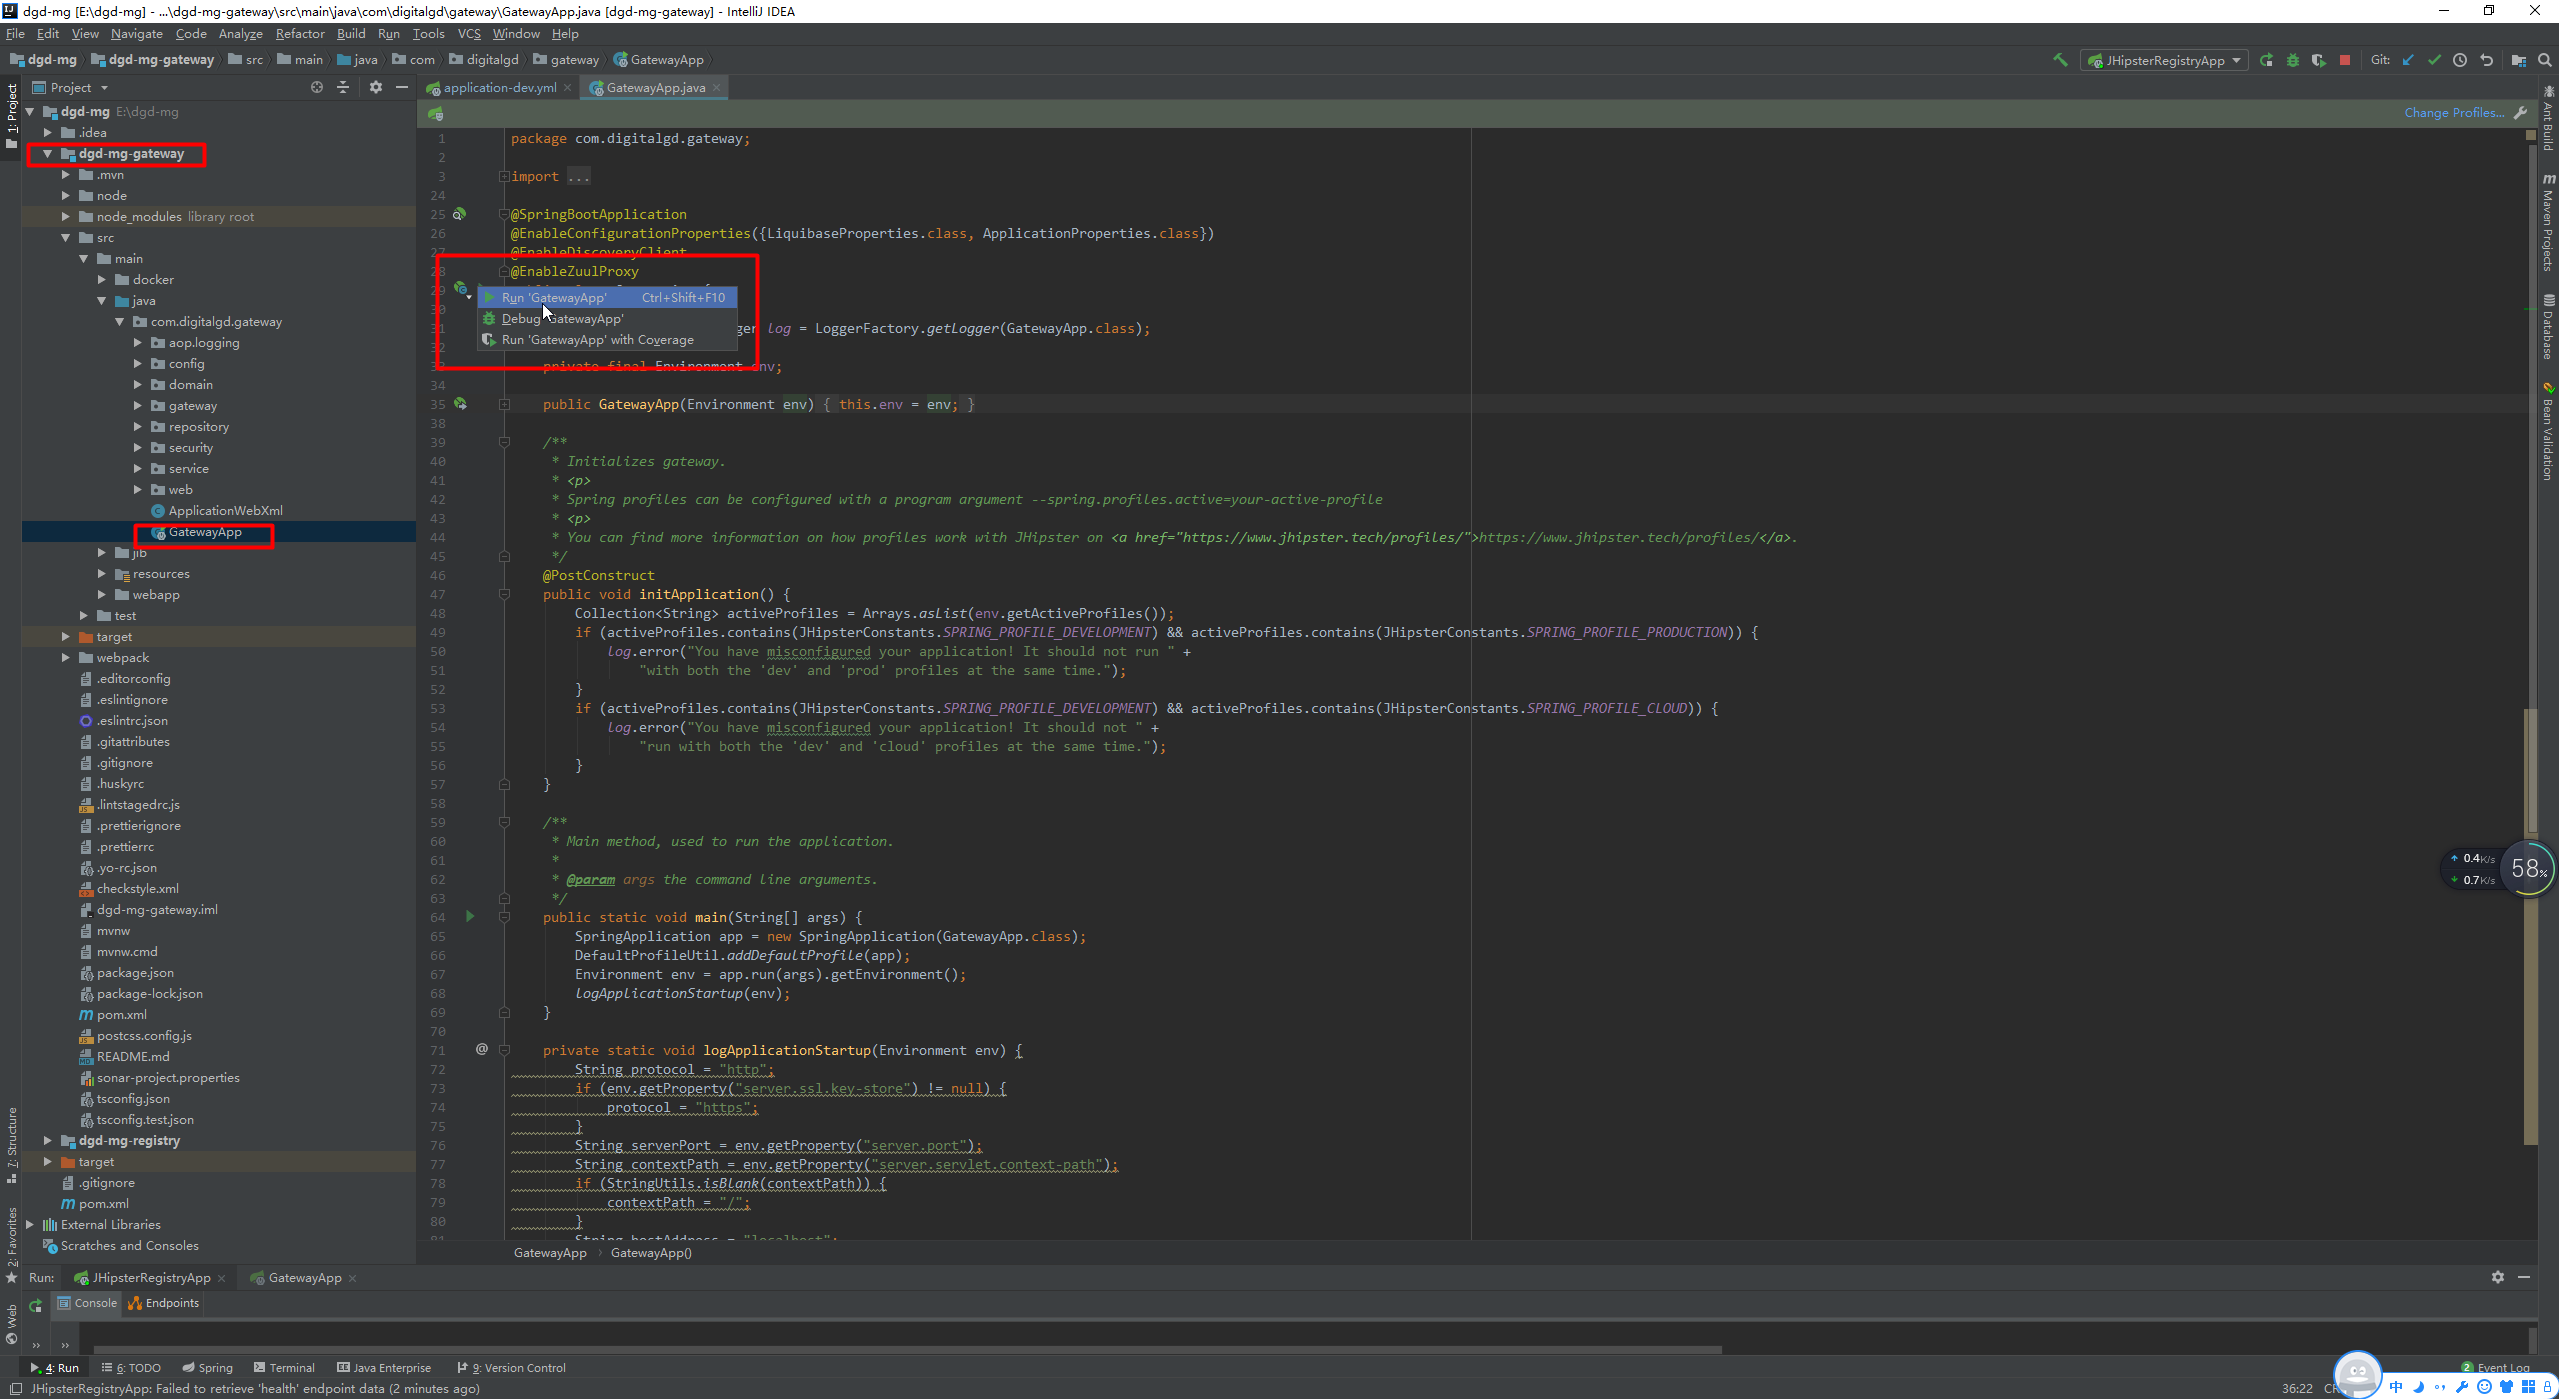 dgd-mg [E:\dgd-mg] - ...\dgd-mg-gateway\src\main\java\com\digitalgd\gateway\GatewayApp.java [dgd-mg-gateway] - IntelliJ IDEA
File Edit View Navigate Code Analyze Refactor Build Run Tools VCS Window Help
dgd-mg dgd-mg-gateway src main java com digitalgd gateway GatewayApp
JHipsterRegistryApp Git:
Project
application-dev.yml GatewayApp.java
Change Profiles...
1: Project
7: Structure
2: Favorites
Web
Ant Build
Maven Projects
Database
Bean Validation
dgd-mg E:\dgd-mg
.idea
dgd-mg-gateway
.mvn
node
node_modules library root
src
main
docker
java
com.digitalgd.gateway
aop.logging
config
domain
gateway
repository
security
service
web
ApplicationWebXml
GatewayApp
jib
resources
webapp
test
target
webpack
.editorconfig
.eslintignore
.eslintrc.json
.gitattributes
.gitignore
.huskyrc
.lintstagedrc.js
.prettierignore
.prettierrc
.yo-rc.json
checkstyle.xml
dgd-mg-gateway.iml
mvnw
mvnw.cmd
package.json
package-lock.json
pom.xml
postcss.config.js
README.md
sonar-project.properties
tsconfig.json
tsconfig.test.json
dgd-mg-registry
target
.gitignore
pom.xml
External Libraries
Scratches and Consoles
1 package com.digitalgd.gateway;
2
3 import ...
24
25 @SpringBootApplication
26 @EnableConfigurationProperties({LiquibaseProperties.class, ApplicationProperties.class})
27 @EnableDiscoveryClient
28 @EnableZuulProxy
29
Run 'GatewayApp' Ctrl+Shift+F10
30
Debug 'GatewayApp'
31 ger log = LoggerFactory.getLogger(GatewayApp.class);
Run 'GatewayApp' with Coverage
32
33 private final Environment env;
34
35 public GatewayApp(Environment env) { this.env = env; }
38
39 /**
40 * Initializes gateway.
41 * <p>
42 * Spring profiles can be configured with a program argument --spring.profiles.active=your-active-profile
43 * <p>
44 * You can find more information on how profiles work with JHipster on <a href="https://www.jhipster.tech/profiles/">https://www.jhipster.tech/profiles/</a>.
45 */
46 @PostConstruct
47 public void initApplication() {
48 Collection<String> activeProfiles = Arrays.asList(env.getActiveProfiles());
49 if (activeProfiles.contains(JHipsterConstants.SPRING_PROFILE_DEVELOPMENT) && activeProfiles.contains(JHipsterConstants.SPRING_PROFILE_PRODUCTION)) {
50 log.error("You have misconfigured your application! It should not run " +
51 "with both the 'dev' and 'prod' profiles at the same time.");
52 }
53 if (activeProfiles.contains(JHipsterConstants.SPRING_PROFILE_DEVELOPMENT) && activeProfiles.contains(JHipsterConstants.SPRING_PROFILE_CLOUD)) {
54 log.error("You have misconfigured your application! It should not " +
55 "run with both the 'dev' and 'cloud' profiles at the same time.");
56 }
57 }
58
59 /**
60 * Main method, used to run the application.
61 *
62 * @param args the command line arguments.
63 */
64 public static void main(String[] args) {
65 SpringApplication app = new SpringApplication(GatewayApp.class);
66 DefaultProfileUtil.addDefaultProfile(app);
67 Environment env = app.run(args).getEnvironment();
68 logApplicationStartup(env);
69 }
70
71 @ private static void logApplicationStartup(Environment env) {
72 String protocol = "http";
73 if (env.getProperty("server.ssl.key-store") != null) {
74 protocol = "https";
75 }
76 String serverPort = env.getProperty("server.port");
77 String contextPath = env.getProperty("server.servlet.context-path");
78 if (StringUtils.isBlank(contextPath)) {
79 contextPath = "/";
80 }
81 String hostAddress = "localhost";
GatewayApp GatewayApp()
0.4K/s
0.7K/s
58%
Run: JHipsterRegistryApp GatewayApp
Console Endpoints
4: Run 6: TODO Spring Terminal Java Enterprise 9: Version Control 2 Event Log
JHipsterRegistryApp: Failed to retrieve 'health' endpoint data (2 minutes ago) 36:22 中